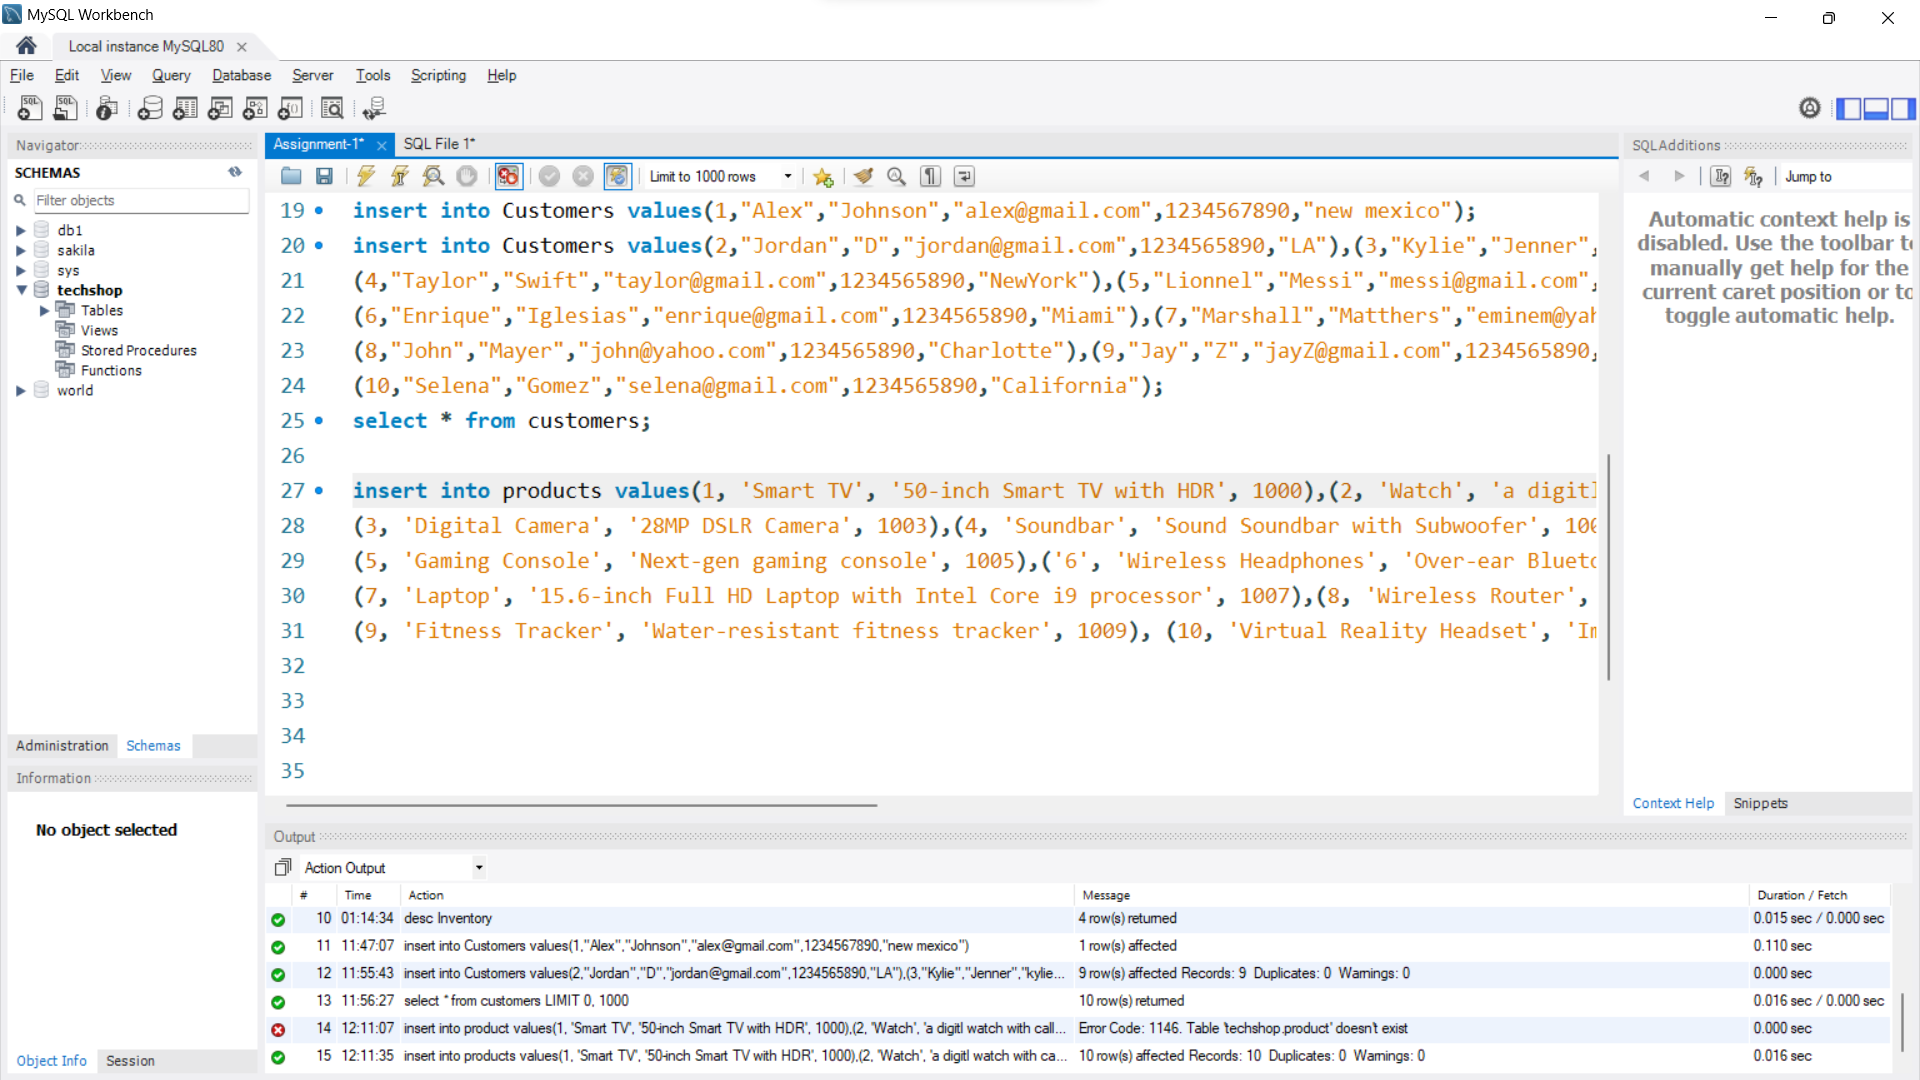 MySQL Workbench
Local instance MySQL80
File Edit View Query Database Server Tools Scripting Help
Navigator
SCHEMAS
Filter objects
db1
sakila
sys
techshop
Tables
Views
Stored Procedures
Functions
world
Administration Schemas
Information
No object selected
Object Info Session
Assignment-1* SQL File 1*
Limit to 1000 rows
19 insert into Customers values(1,"Alex","Johnson","alex@gmail.com",1234567890,"new mexico");
20 insert into Customers values(2,"Jordan","D","jordan@gmail.com",1234565890,"LA"),(3,"Kylie","Jenner",
21 (4,"Taylor","Swift","taylor@gmail.com",1234565890,"NewYork"),(5,"Lionnel","Messi","messi@gmail.com",
22 (6,"Enrique","Iglesias","enrique@gmail.com",1234565890,"Miami"),(7,"Marshall","Matthers","eminem@yah
23 (8,"John","Mayer","john@yahoo.com",1234565890,"Charlotte"),(9,"Jay","Z","jayZ@gmail.com",1234565890,
24 (10,"Selena","Gomez","selena@gmail.com",1234565890,"California");
25 select * from customers;
26
27 insert into products values(1, 'Smart TV', '50-inch Smart TV with HDR', 1000),(2, 'Watch', 'a digitl
28 (3, 'Digital Camera', '28MP DSLR Camera', 1003),(4, 'Soundbar', 'Sound Soundbar with Subwoofer', 100
29 (5, 'Gaming Console', 'Next-gen gaming console', 1005),('6', 'Wireless Headphones', 'Over-ear Blueto
30 (7, 'Laptop', '15.6-inch Full HD Laptop with Intel Core i9 processor', 1007),(8, 'Wireless Router',
31 (9, 'Fitness Tracker', 'Water-resistant fitness tracker', 1009), (10, 'Virtual Reality Headset', 'Im
32
33
34
35
SQLAdditions
Jump to
Automatic context help is
disabled. Use the toolbar to
manually get help for the
current caret position or to
toggle automatic help.
Context Help Snippets
Output
Action Output
# Time Action Message Duration / Fetch
10 01:14:34 desc Inventory 4 row(s) returned 0.015 sec / 0.000 sec
11 11:47:07 insert into Customers values(1,"Alex","Johnson","alex@gmail.com",1234567890,"new mexico") 1 row(s) affected 0.110 sec
12 11:55:43 insert into Customers values(2,"Jordan","D","jordan@gmail.com",1234565890,"LA"),(3,"Kylie","Jenner","kylie... 9 row(s) affected Records: 9 Duplicates: 0 Warnings: 0 0.000 sec
13 11:56:27 select * from customers LIMIT 0, 1000 10 row(s) returned 0.016 sec / 0.000 sec
14 12:11:07 insert into product values(1, 'Smart TV', '50-inch Smart TV with HDR', 1000),(2, 'Watch', 'a digitl watch with call... Error Code: 1146. Table 'techshop.product' doesn't exist 0.000 sec
15 12:11:35 insert into products values(1, 'Smart TV', '50-inch Smart TV with HDR', 1000),(2, 'Watch', 'a digitl watch with ca... 10 row(s) affected Records: 10 Duplicates: 0 Warnings: 0 0.016 sec